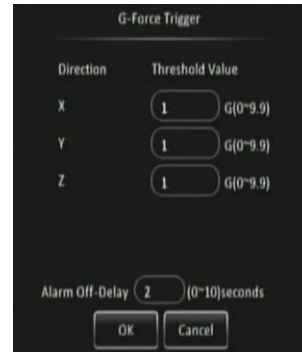 G-Force Trigger
Direction Threshold Value
X 1 G(0~9.9)
Y 1 G(0~9.9)
Z 1 G(0~9.9)
Alarm Off-Delay 2 (0~10)seconds
OK Cancel